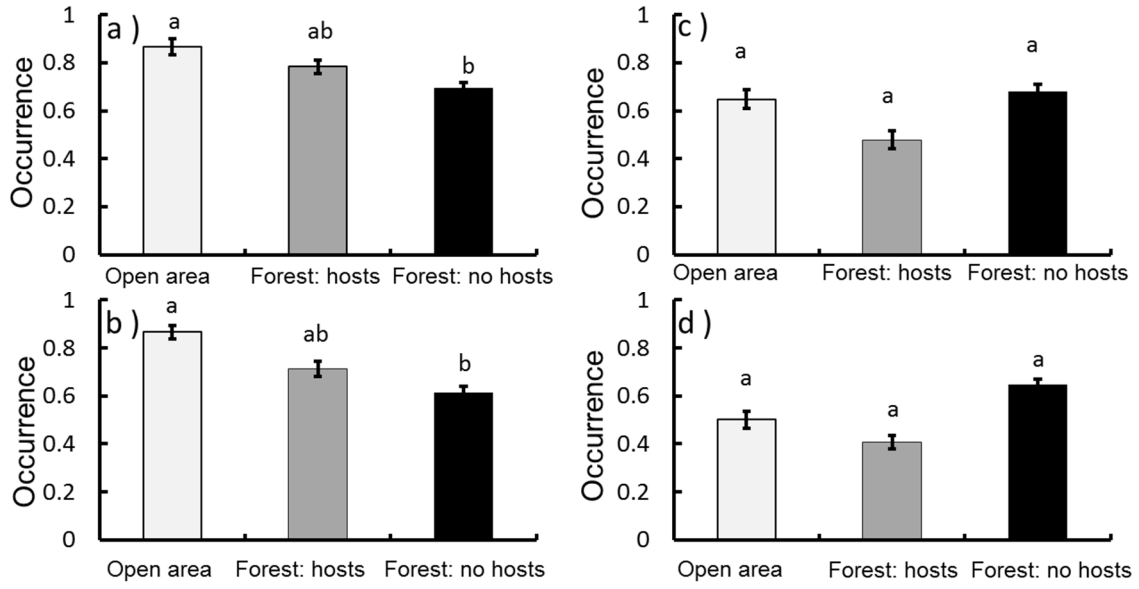 a )
Occurrence
1
0.8
0.6
0.4
0.2
0
a
ab
b
Open area
Forest: hosts
Forest: no hosts
c )
Occurrence
1
0.8
0.6
0.4
0.2
0
a
a
a
Open area
Forest: hosts
Forest: no hosts
b )
Occurrence
1
0.8
0.6
0.4
0.2
0
a
ab
b
Open area
Forest: hosts
Forest: no hosts
d )
Occurrence
1
0.8
0.6
0.4
0.2
0
a
a
a
Open area
Forest: hosts
Forest: no hosts